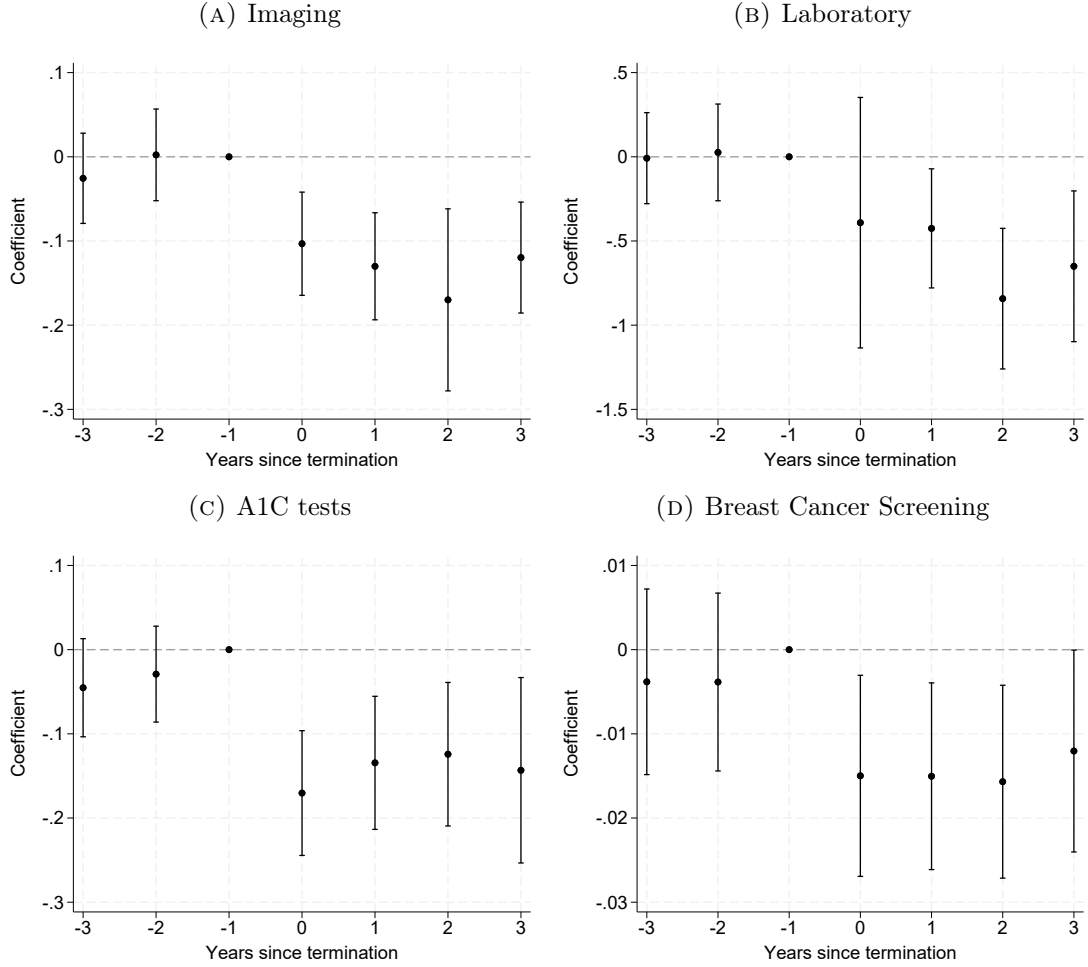 (A) Imaging
.1
0
-.1
-.2
-.3
Coefficient
-3 -2 -1 0 1 2 3
Years since termination
(B) Laboratory
.5
0
-.5
-1
-1.5
Coefficient
-3 -2 -1 0 1 2 3
Years since termination
(C) A1C tests
.1
0
-.1
-.2
-.3
Coefficient
-3 -2 -1 0 1 2 3
Years since termination
(D) Breast Cancer Screening
.01
0
-.01
-.02
-.03
Coefficient
-3 -2 -1 0 1 2 3
Years since termination